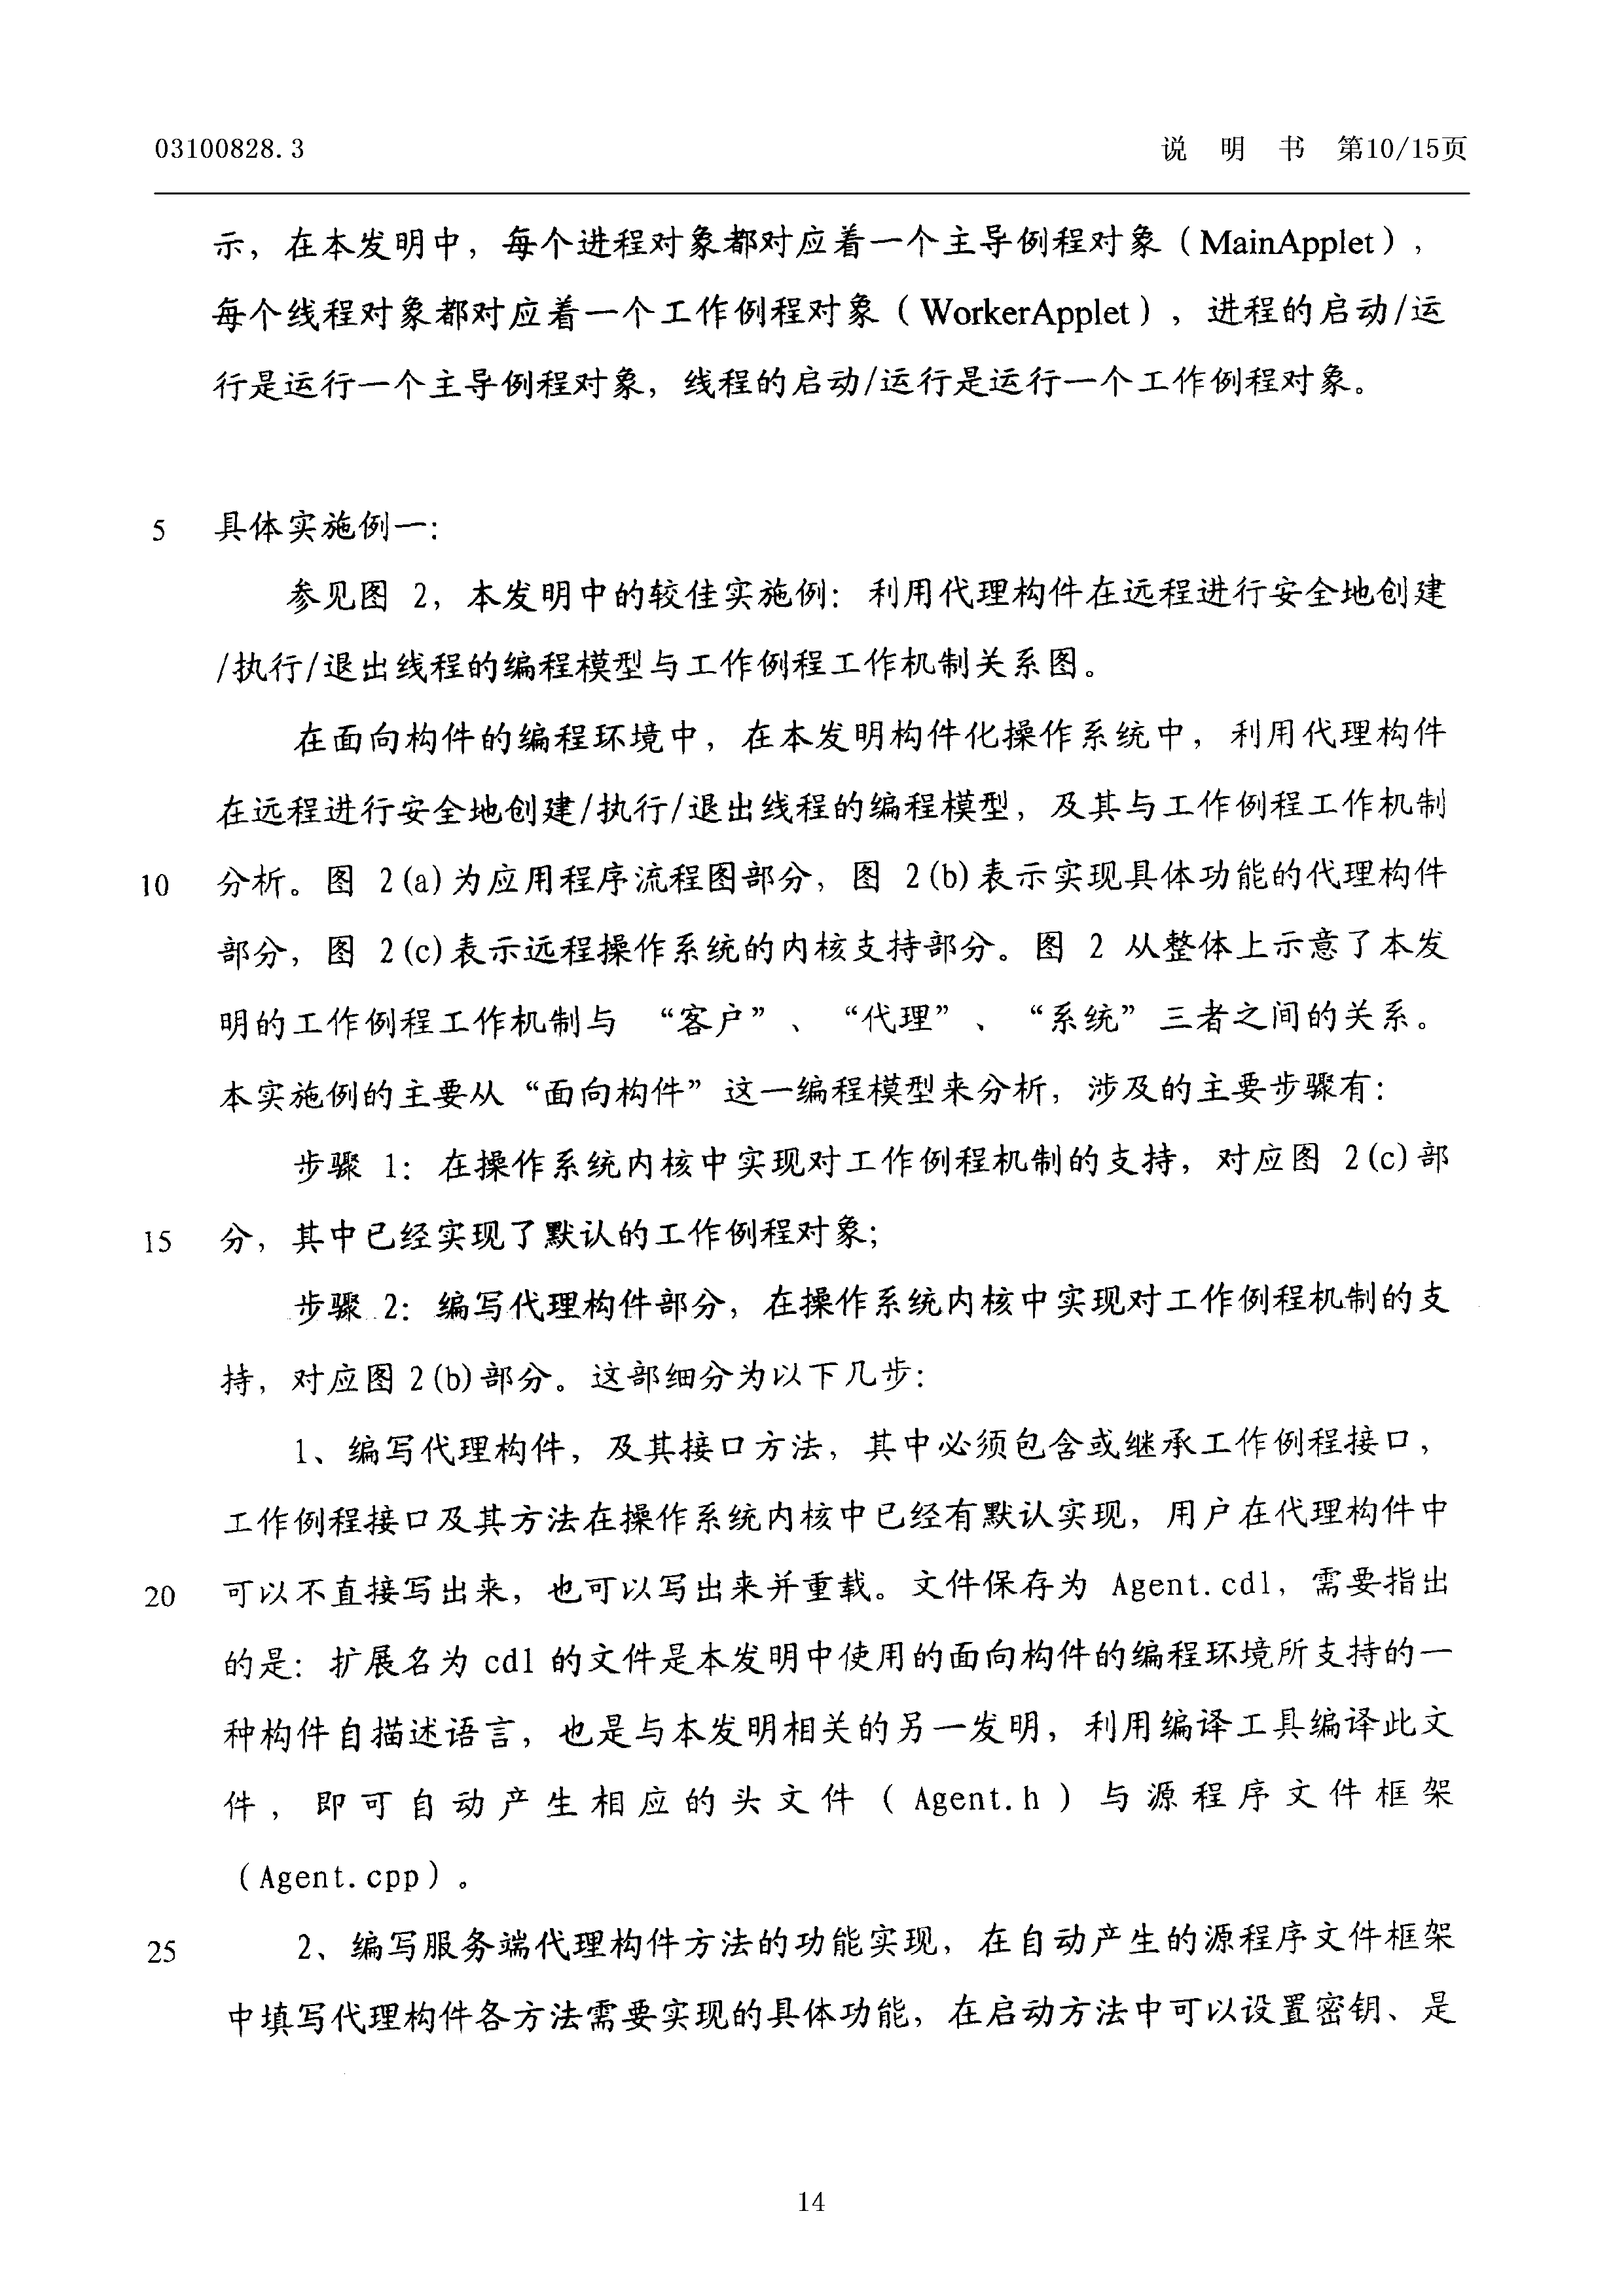 03100828.3 说 明 书 第10/15页
示，在本发明中，每个进程对象都对应着一个主导例程对象（MainApplet），
每个线程对象都对应着一个工作例程对象（WorkerApplet），进程的启动/运
行是运行一个主导例程对象，线程的启动/运行是运行一个工作例程对象。
5 具体实施例一：
参见图 2，本发明中的较佳实施例：利用代理构件在远程进行安全地创建
/执行/退出线程的编程模型与工作例程工作机制关系图。
在面向构件的编程环境中，在本发明构件化操作系统中，利用代理构件
在远程进行安全地创建/执行/退出线程的编程模型，及其与工作例程工作机制
10 分析。图 2(a)为应用程序流程图部分，图 2(b)表示实现具体功能的代理构件
部分，图 2(c)表示远程操作系统的内核支持部分。图 2 从整体上示意了本发
明的工作例程工作机制与 “客户”、 “代理”、 “系统”三者之间的关系。
本实施例的主要从“面向构件”这一编程模型来分析，涉及的主要步骤有：
步骤 1：在操作系统内核中实现对工作例程机制的支持，对应图 2(c)部
15 分，其中已经实现了默认的工作例程对象；
步骤 2：编写代理构件部分，在操作系统内核中实现对工作例程机制的支
持，对应图 2(b)部分。这部细分为以下几步：
1、编写代理构件，及其接口方法，其中必须包含或继承工作例程接口，
工作例程接口及其方法在操作系统内核中已经有默认实现，用户在代理构件中
20 可以不直接写出来，也可以写出来并重载。文件保存为 Agent.cdl，需要指出
的是：扩展名为 cdl 的文件是本发明中使用的面向构件的编程环境所支持的一
种构件自描述语言，也是与本发明相关的另一发明，利用编译工具编译此文
件，即可自动产生相应的头文件（Agent.h）与源程序文件框架
（Agent.cpp）。
25 2、编写服务端代理构件方法的功能实现，在自动产生的源程序文件框架
中填写代理构件各方法需要实现的具体功能，在启动方法中可以设置密钥、是
14